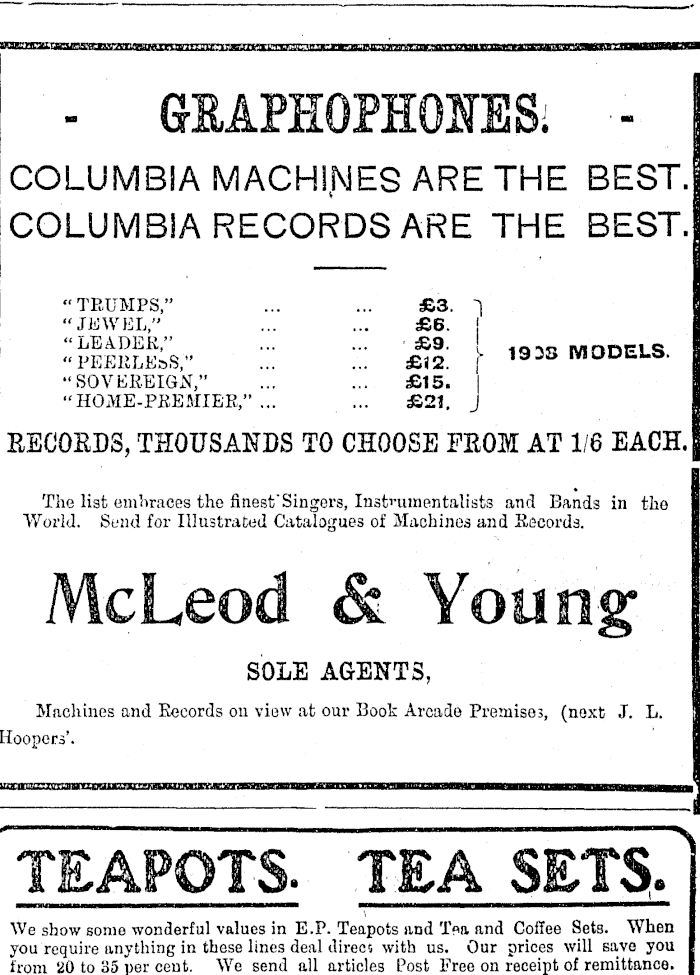 - GRAPHOPHONES. -
COLUMBIA MACHINES ARE THE BEST.
COLUMBIA RECORDS ARE THE BEST.
"TRUMPS," ... ... £3.
"JEWEL," ... ... £6.
"LEADER," ... ... £9.
"PEERLESS," ... ... £12.
"SOVEREIGN," ... ... £15.
"HOME-PREMIER," ... ... £21.
1908 MODELS.
RECORDS, THOUSANDS TO CHOOSE FROM AT 1/6 EACH.
The list embraces the finest Singers, Instrumentalists and Bands in the
World. Send for Illustrated Catalogues of Machines and Records.
McLeod & Young
SOLE AGENTS,
Machines and Records on view at our Book Arcade Premises, (next J. L.
Hoopers'.
TEAPOTS. TEA SETS.
We show some wonderful values in E.P. Teapots and Tea and Coffee Sets. When
you require anything in these lines deal direct with us. Our prices will save you
from 20 to 35 per cent. We send all articles Post Free on receipt of remittance.